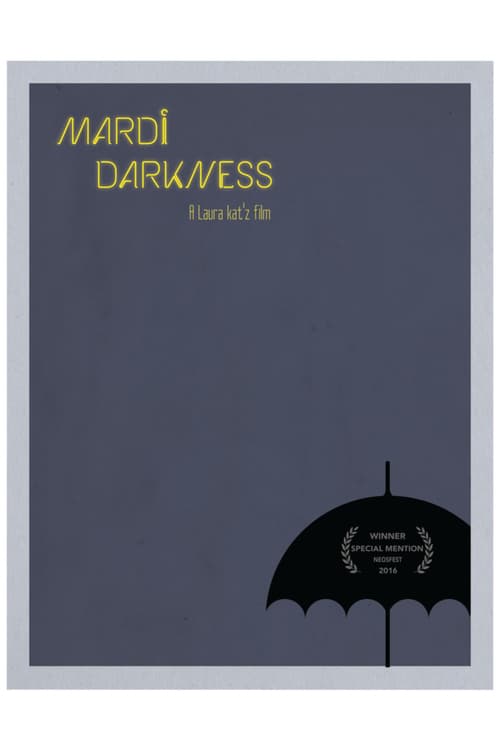 MARDI
DARKNESS
A Laura kat'z film
WINNER
SPECIAL MENTION
NEOSFEST
2016